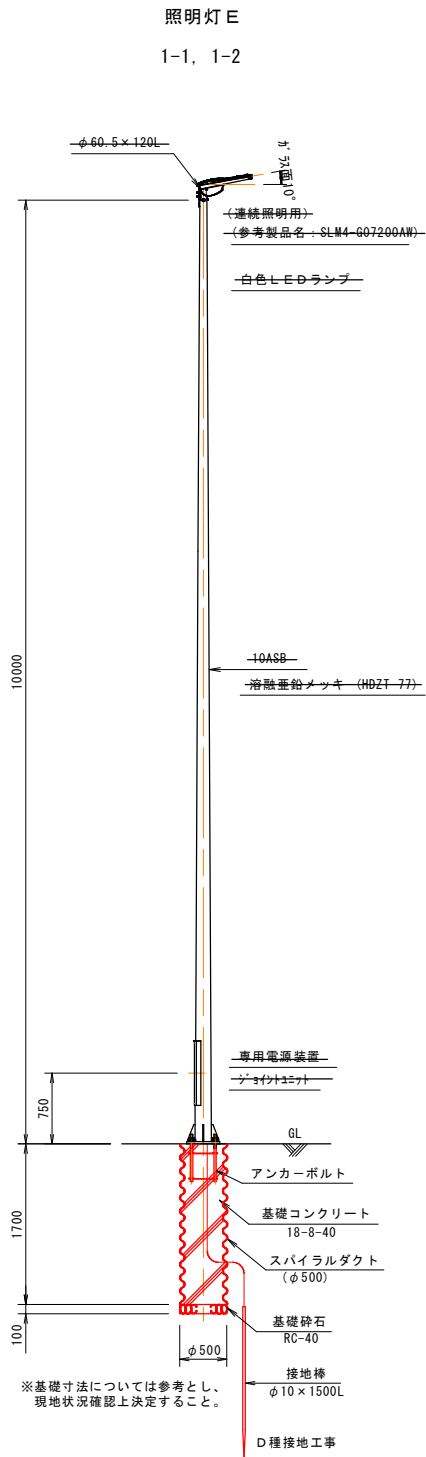 照明灯E
1-1, 1-2
φ60.5×120L
ガラス面10°
(連続照明用)
(参考製品名：SLM4-G07200AW)
白色LEDランプ
10000
10ASB
溶融亜鉛メッキ (HDZT 77)
専用電源装置
ジョイントユニット
750
GL
アンカーボルト
1700
基礎コンクリート
18-8-40
スパイラルダクト
(φ500)
100
基礎砕石
RC-40
φ500
接地棒
φ10×1500L
※基礎寸法については参考とし、
現地状況確認上決定すること。
D種接地工事